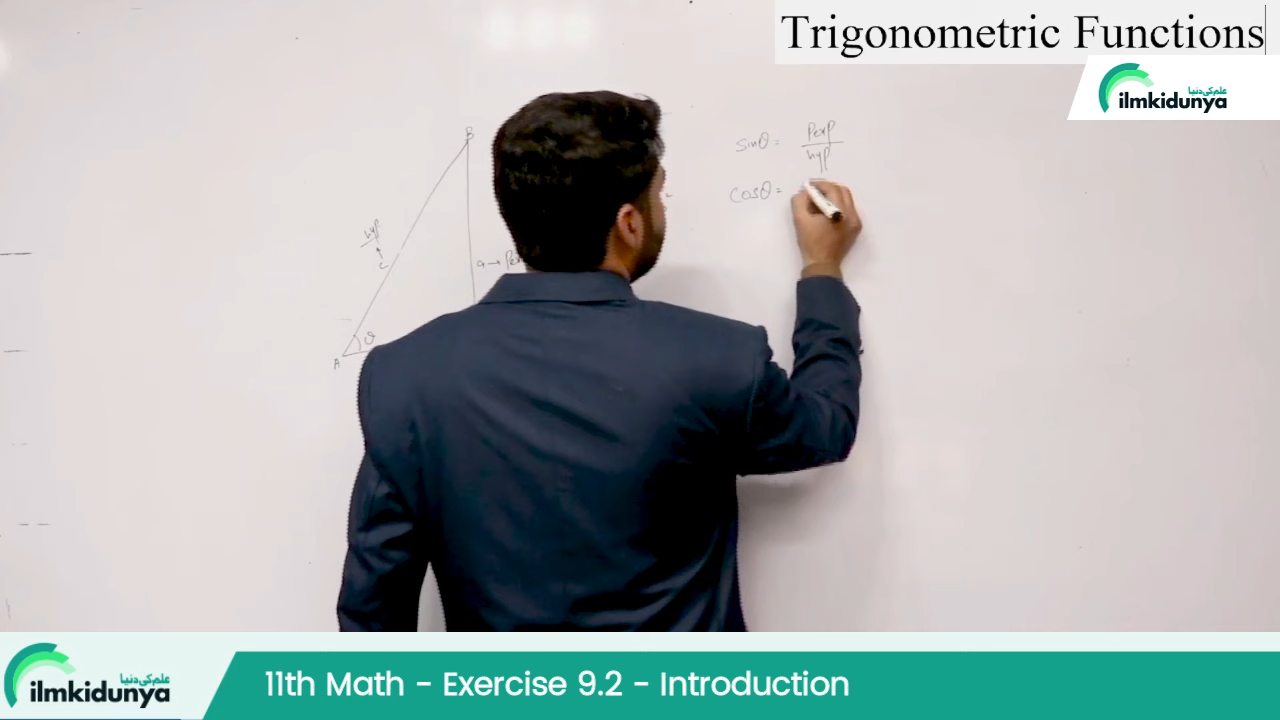 Trigonometric Functions
علم کی دنیا
ilmkidunya
B
sinθ = Perp
hyp
cosθ =
hyp
c
a → Per
θ
A
علم کی دنیا
ilmkidunya
11th Math - Exercise 9.2 - Introduction